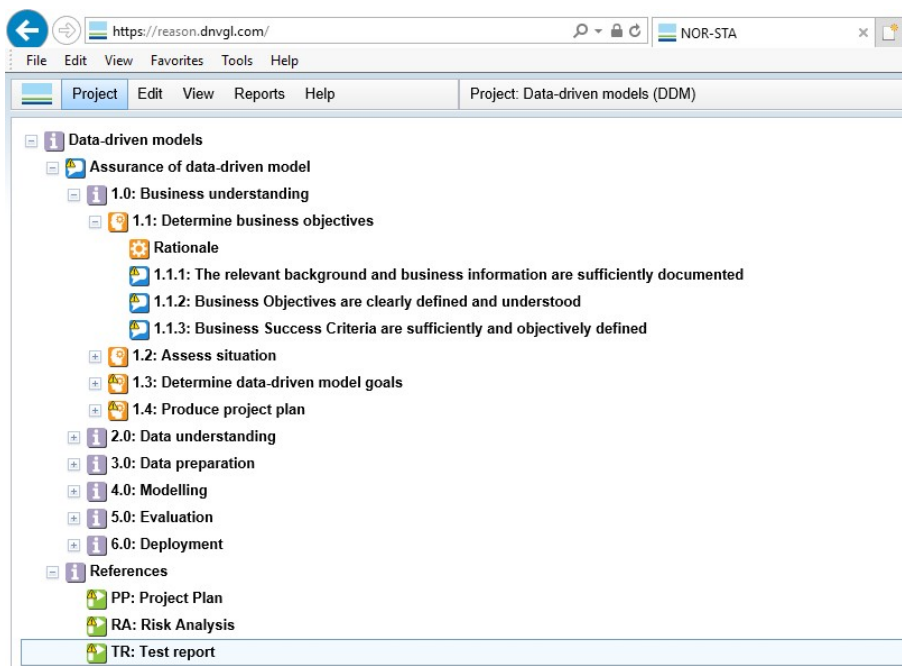 https://reason.dnvgl.com/
NOR-STA
File Edit View Favorites Tools Help
Project Edit View Reports Help Project: Data-driven models (DDM)
Data-driven models
Assurance of data-driven model
1.0: Business understanding
1.1: Determine business objectives
Rationale
1.1.1: The relevant background and business information are sufficiently documented
1.1.2: Business Objectives are clearly defined and understood
1.1.3: Business Success Criteria are sufficiently and objectively defined
1.2: Assess situation
1.3: Determine data-driven model goals
1.4: Produce project plan
2.0: Data understanding
3.0: Data preparation
4.0: Modelling
5.0: Evaluation
6.0: Deployment
References
PP: Project Plan
RA: Risk Analysis
TR: Test report